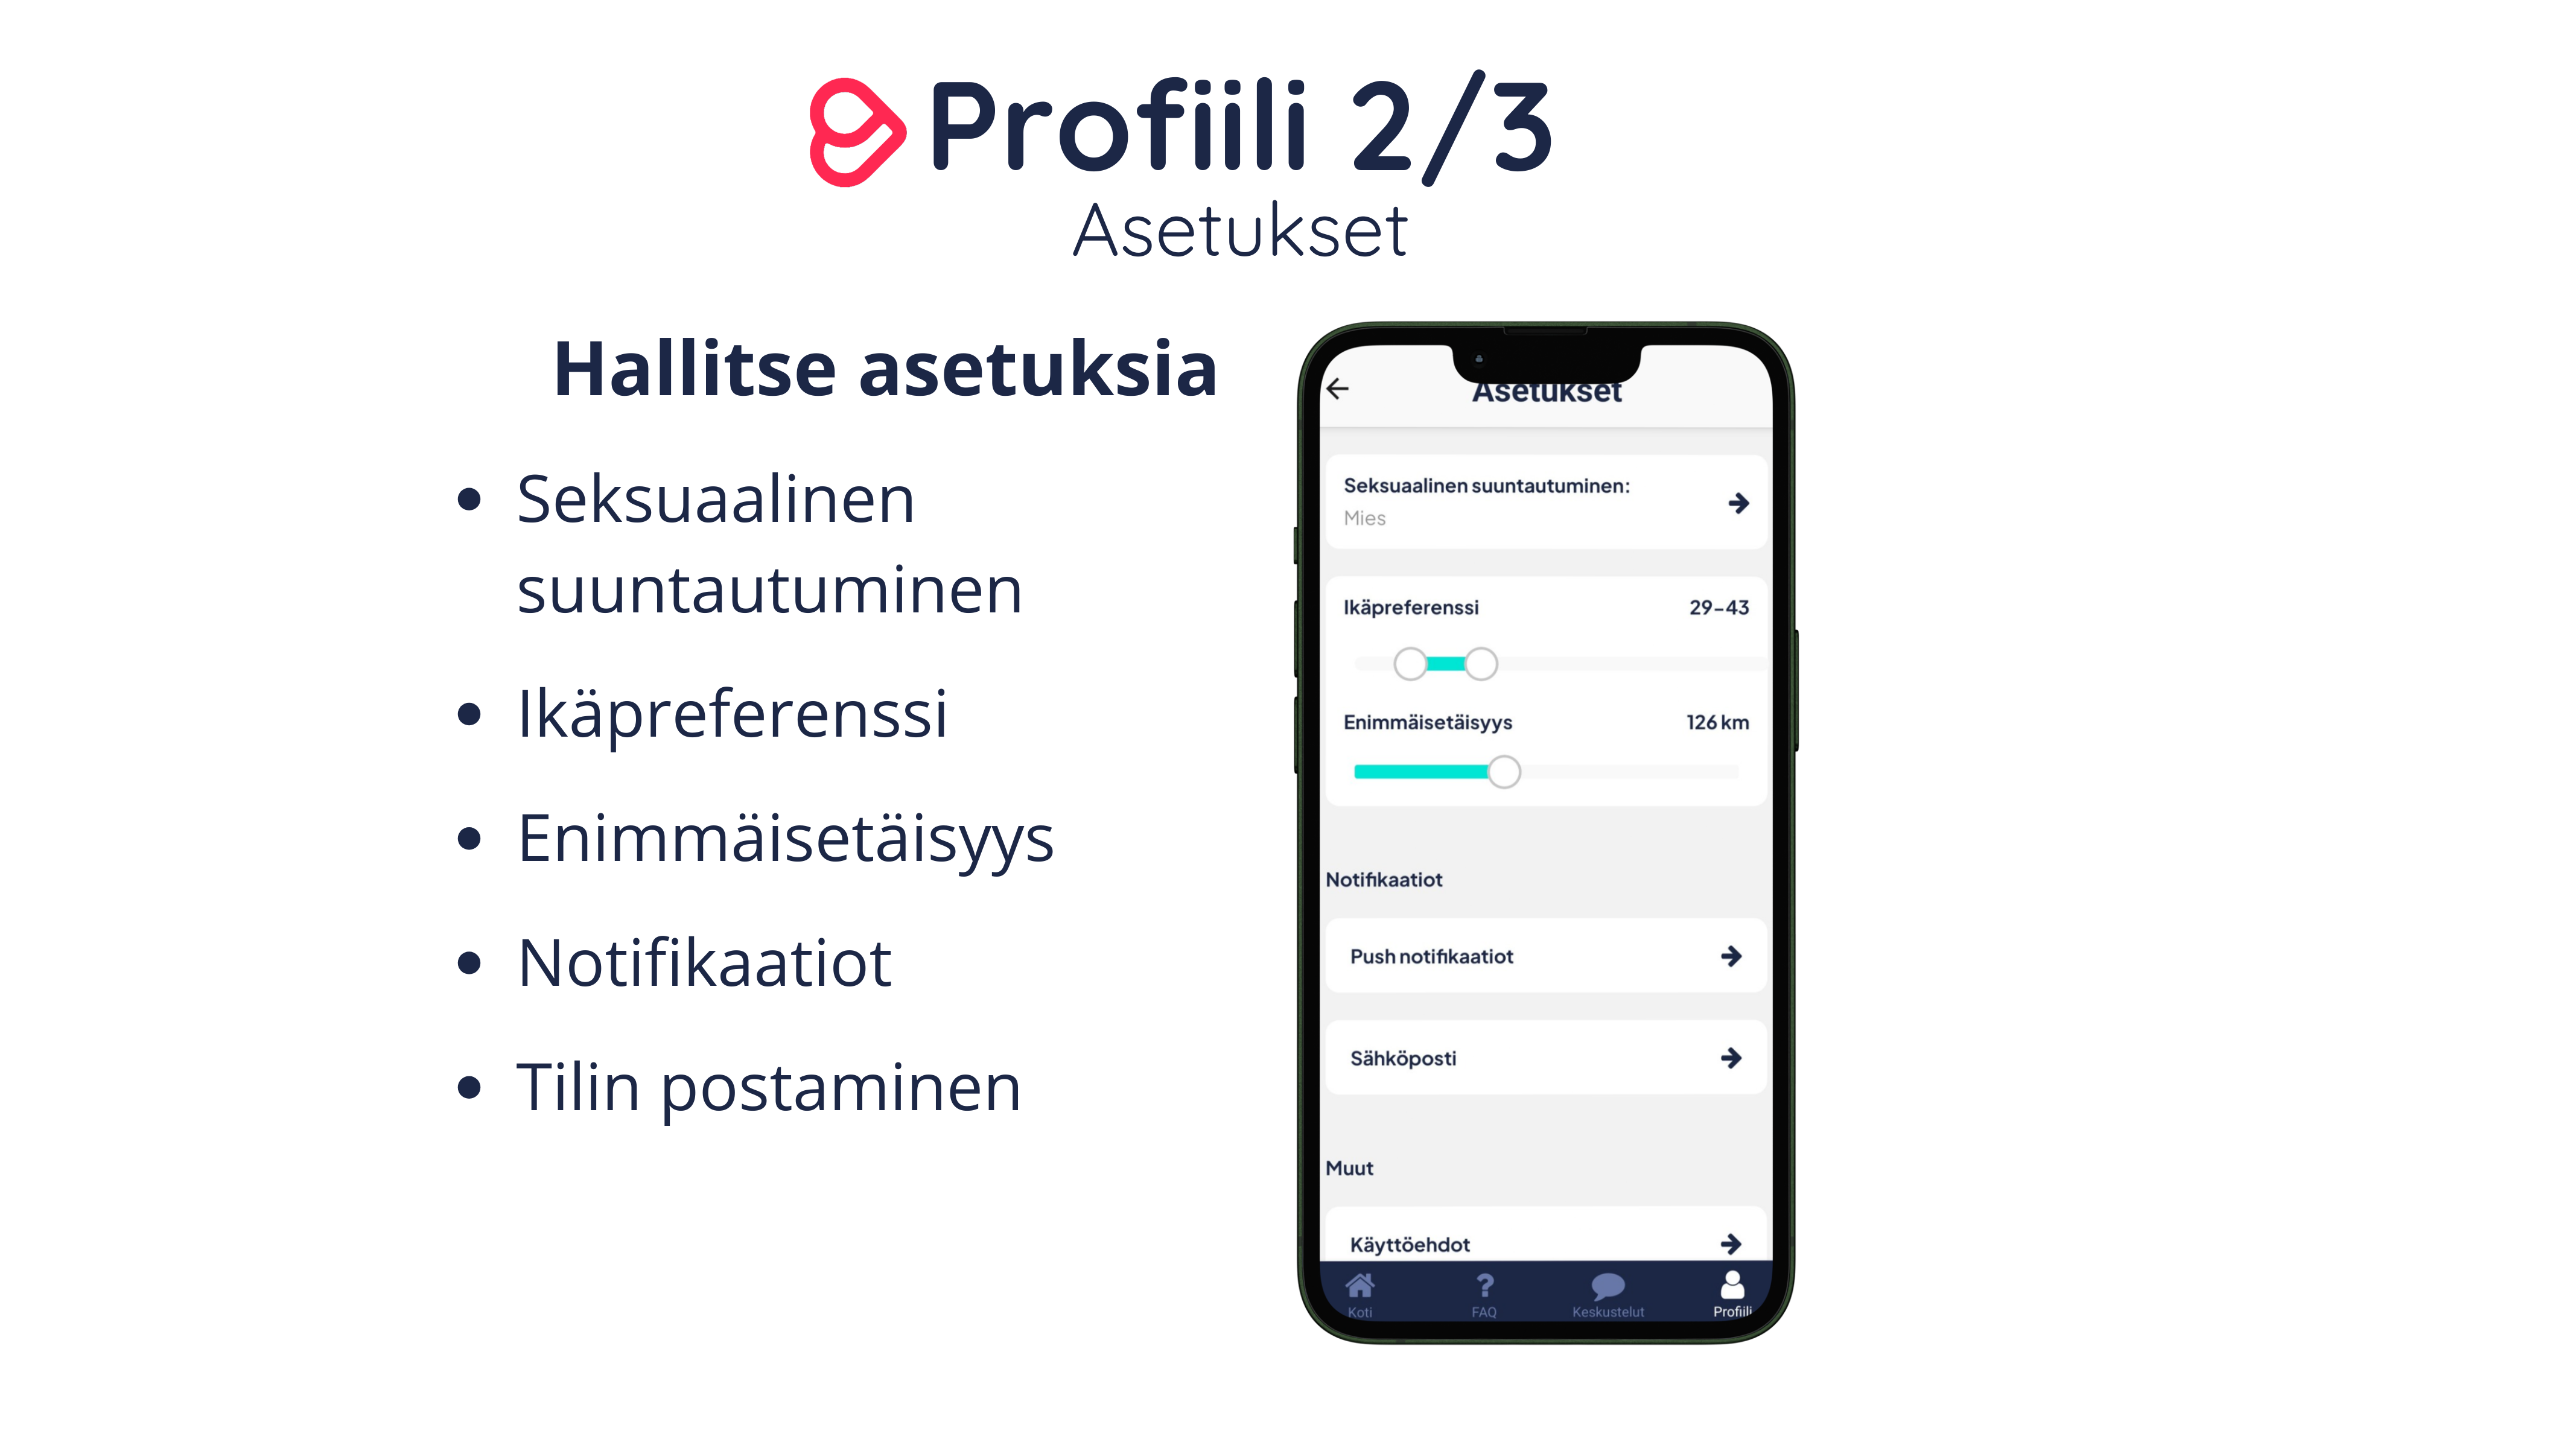 Profiili 2/3
Asetukset
Hallitse asetuksia
• Seksuaalinen
suuntautuminen
• Ikäpreferenssi
• Enimmäisetäisyys
• Notifikaatiot
• Tilin postaminen
Asetukset
Seksuaalinen suuntautuminen:
Mies
Ikäpreferenssi 29–43
Enimmäisetäisyys 126 km
Notifikaatiot
Push notifikaatiot
Sähköposti
Muut
Käyttöehdot
Koti FAQ Keskustelut Profiili